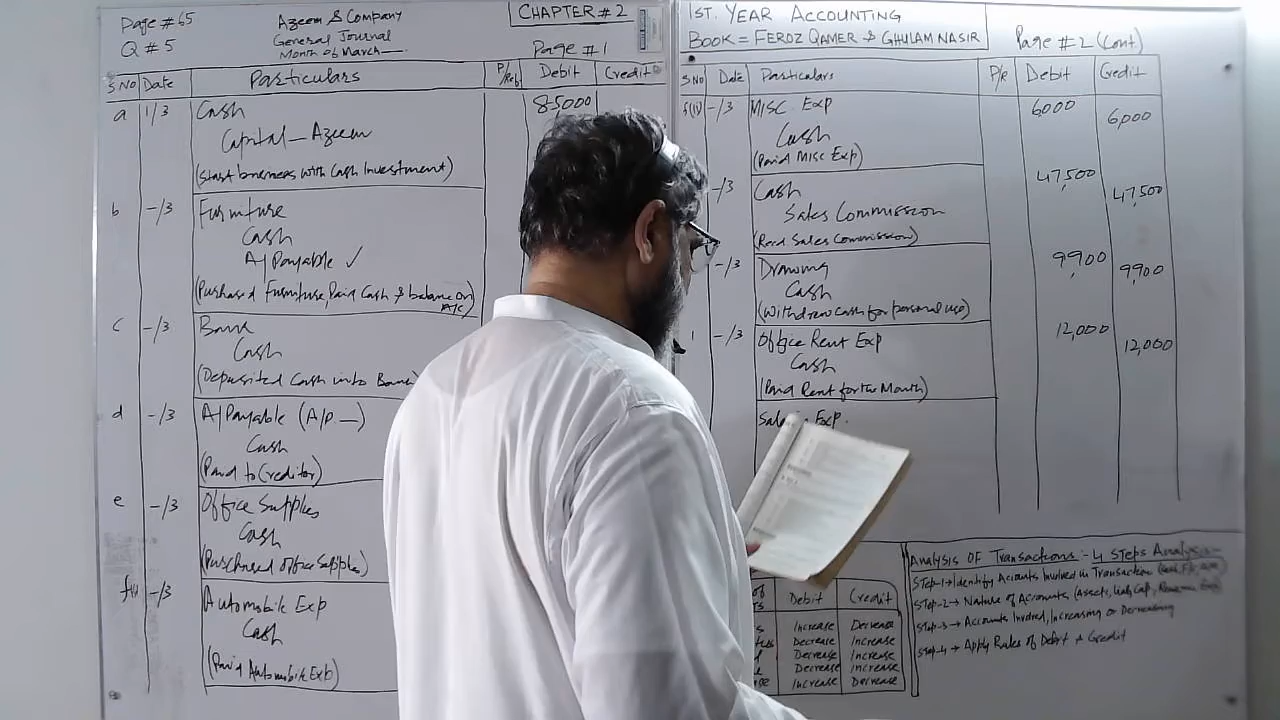 Page #65
Q #5
Azeem & Company
General Journal
Month of March
CHAPTER #2
Page #1
S.No Date Particulars P/Ref Debit Credit
a 1/3 Cash 85000
Capital - Azeem
(Start business with Cash Investment)
b -/3 Furniture
Cash
A/Payable ✓
(Purchased Furniture, Paid Cash & balance on A/c)
c -/3 Bank
Cash
(Deposited Cash into Bank
d -/3 A/Payable (A/P —)
Cash
(Paid to Creditor)
e -/3 Office Supplies
Cash
(Purchased office Supplies)
-/3 Automobile Exp
Cash
(Paid Automobile Exp)
1ST. YEAR ACCOUNTING
BOOK = FEROZ QAMER & GHULAM NASIR
Page #2 (Cont)
S.No Date Particulars P/R Debit Credit
-/3 MISC. Exp 6000
Cash 6,000
(Paid Misc Exp)
-/3 Cash 47,500
Sales Commission 47,500
(Recd Sales Commission)
-/3 Drawing 9900
Cash 9900
(Withdrew Cash for personal use)
-/3 Office Rent Exp 12,000
Cash 12,000
(Paid Rent for the Month)
Exp.
Debit Credit
Increase Decrease
Decrease Increase
Decrease Increase
Decrease Increase
Increase Decrease
ANALYSIS OF Transactions - 4 STEPS Analysis-
STEP-1→ Identify Accounts Involved in Transaction
STEP-2→ Nature of Accounts (Assets, Liab, Cap, Revenue, Exp)
STEP-3→ Accounts Involved, Increasing or Decreasing
STEP-4→ Apply Rules of Debit & Credit